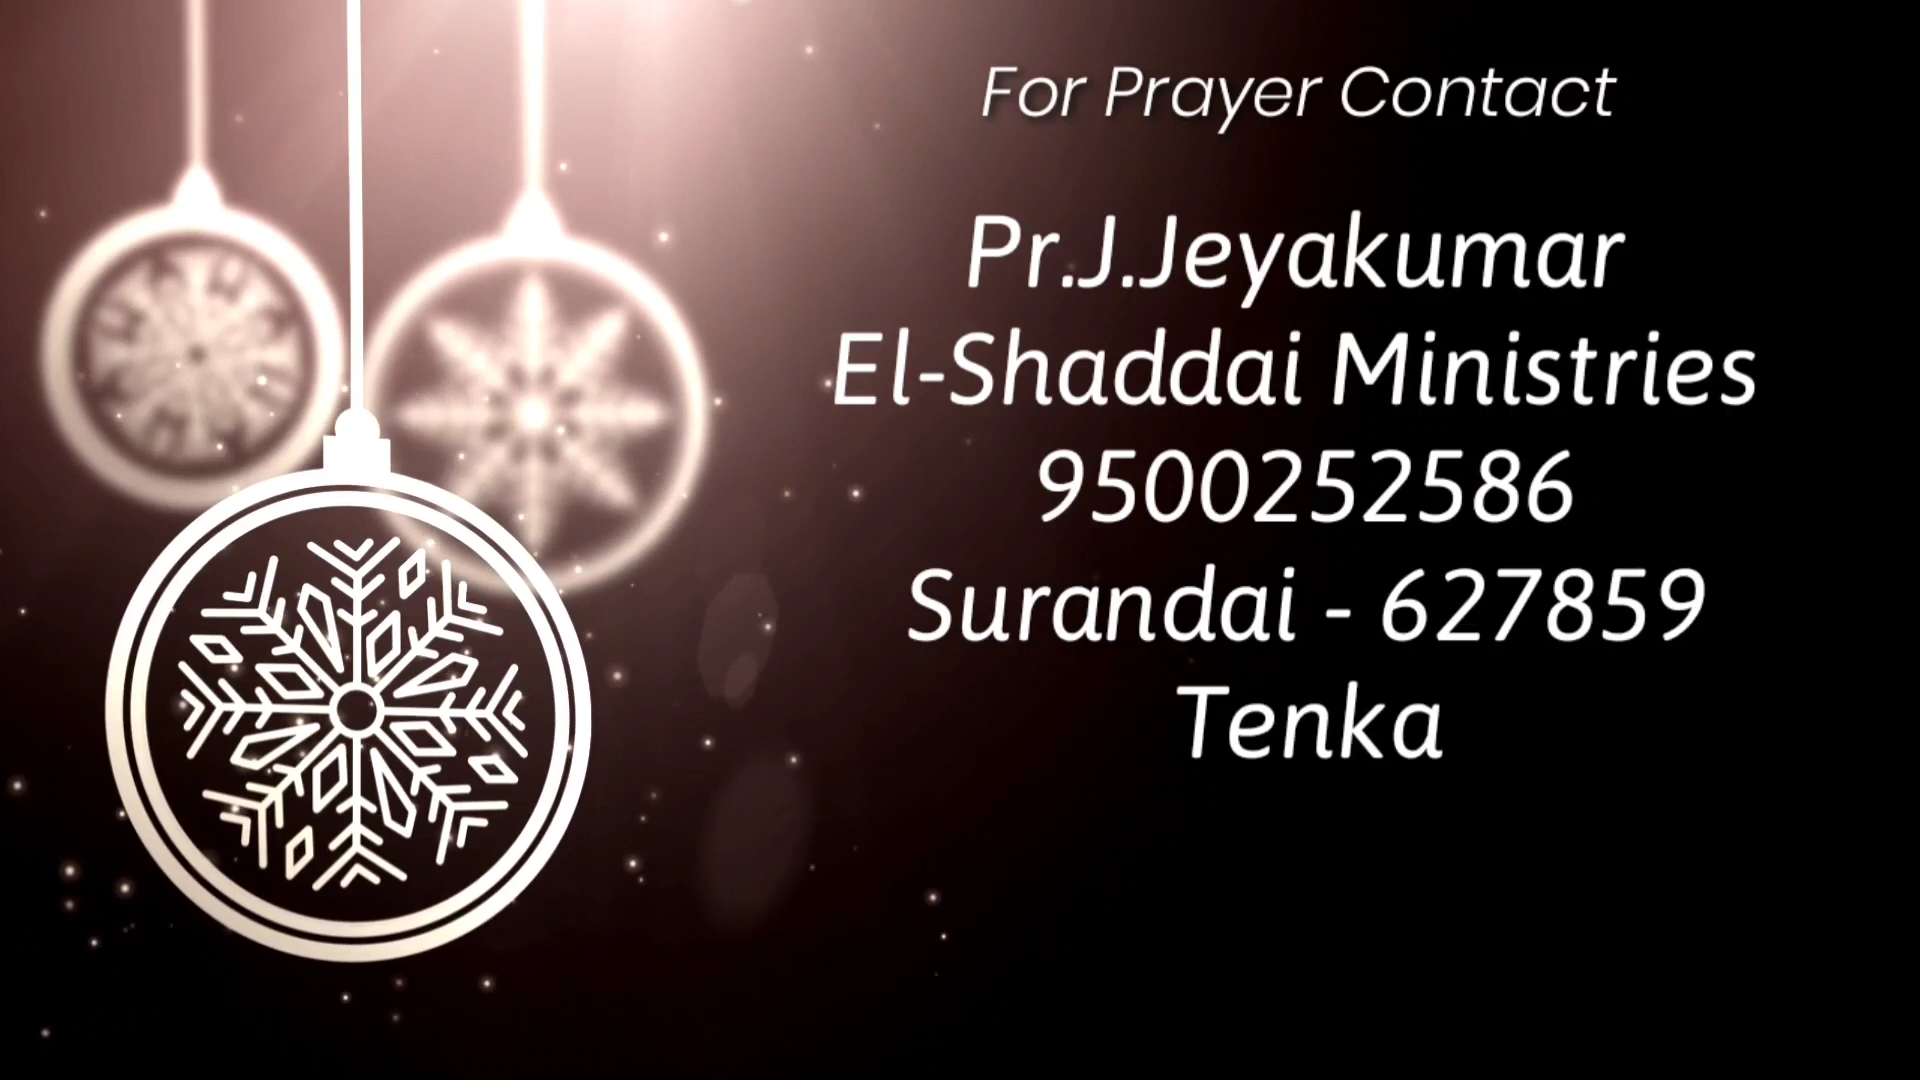 For Prayer Contact
Pr.J.Jeyakumar
El-Shaddai Ministries
9500252586
Surandai - 627859
Tenka